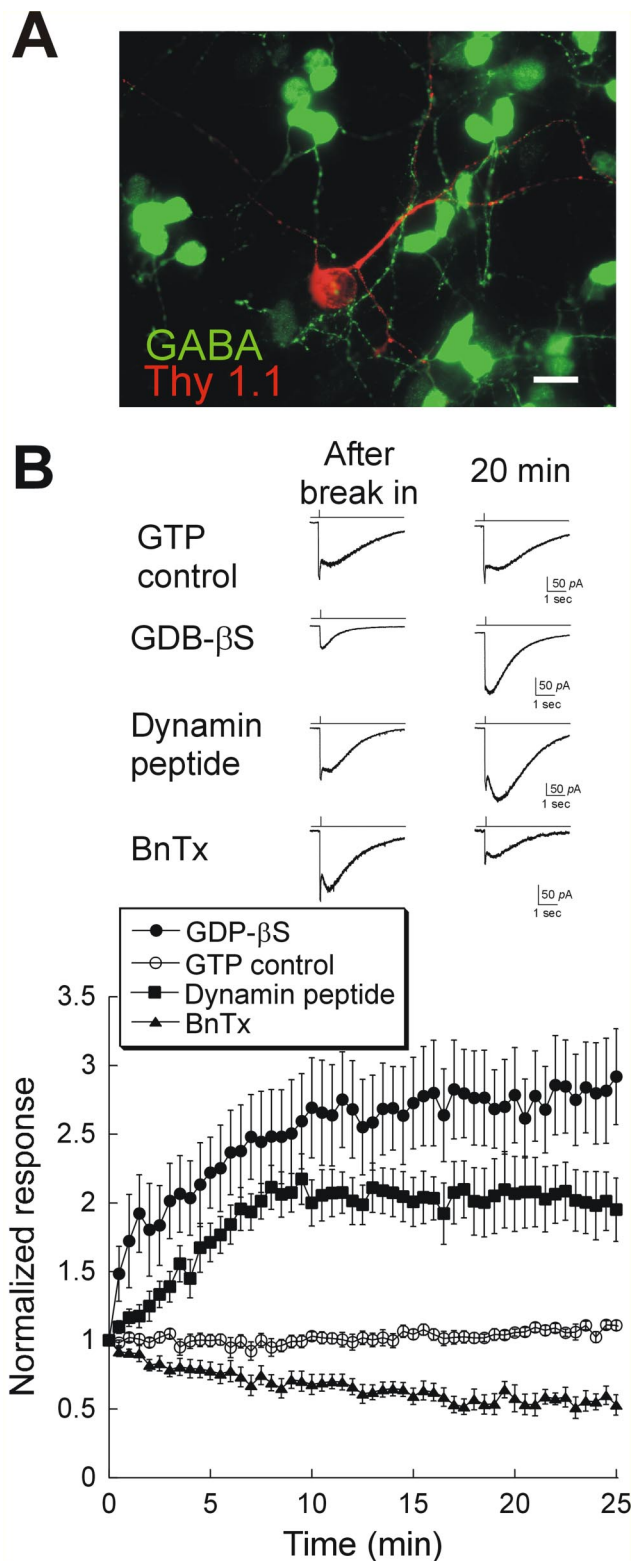 A
GABA
Thy 1.1
B
After
break in
20 min
GTP
control
50 pA
1 sec
GDB-βS
50 pA
1 sec
Dynamin
peptide
50 pA
1 sec
BnTx
50 pA
1 sec
GDP-βS
GTP control
Dynamin peptide
BnTx
3.5
3
2.5
2
1.5
1
0.5
0
Normalized response
0 5 10 15 20 25
Time (min)